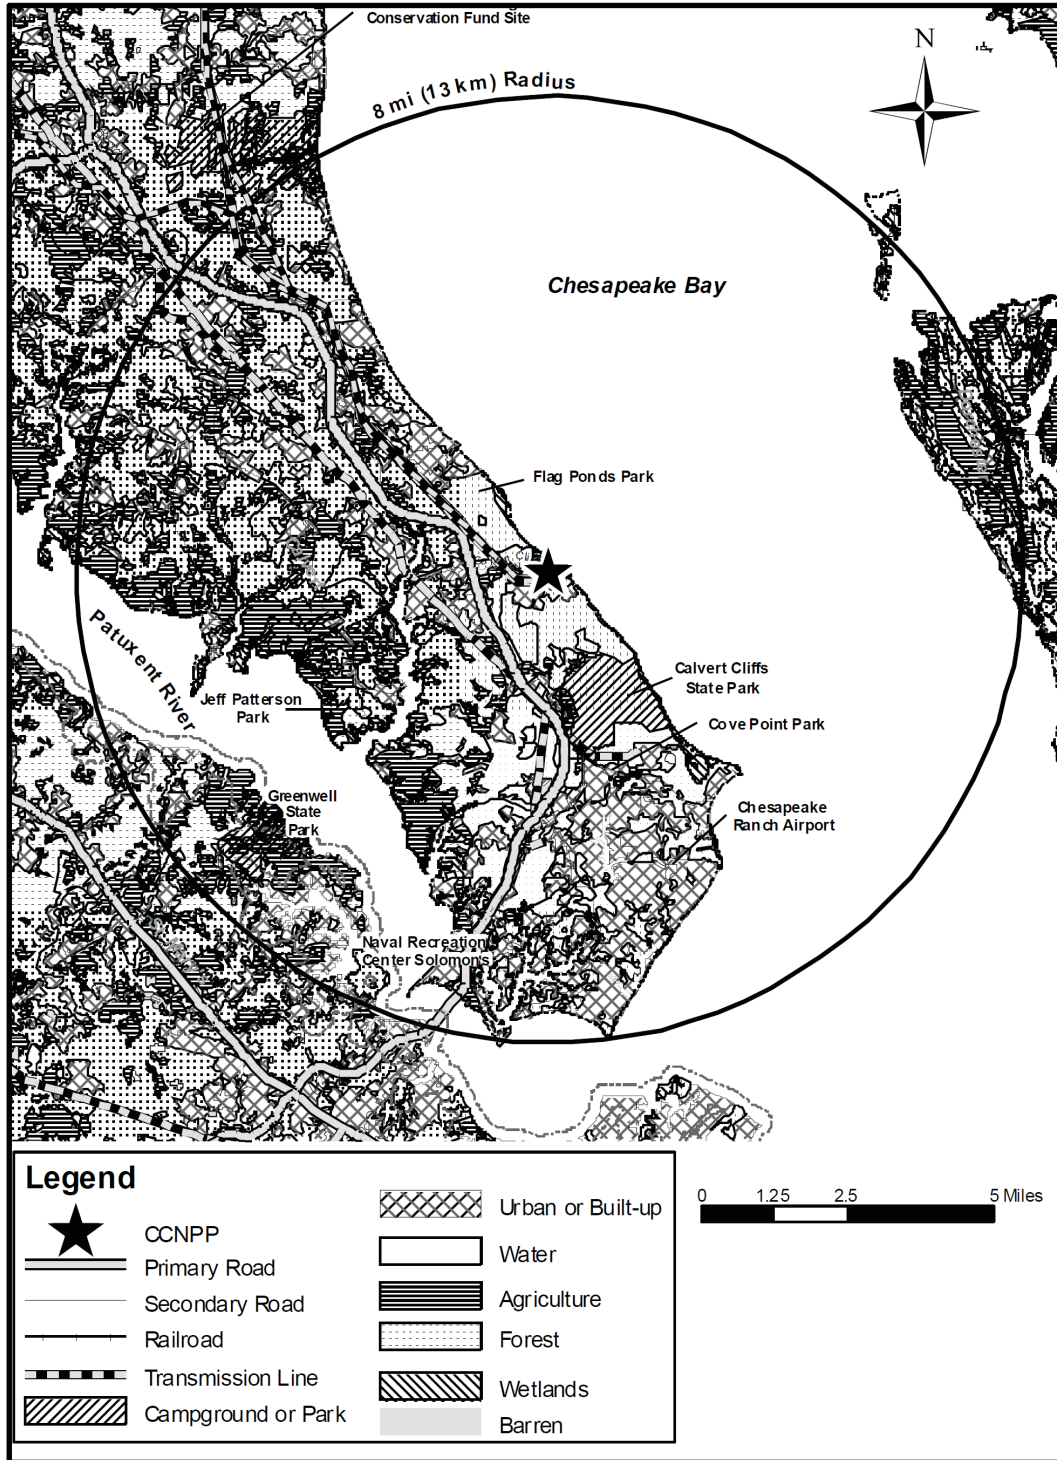 Conservation Fund Site
N
8 mi (13 km) Radius
Chesapeake Bay
Flag Ponds Park
Patuxent River
Calvert Cliffs
State Park
Jeff Patterson
Park
Cove Point Park
Greenwell
State
Park
Chesapeake
Ranch Airport
Naval Recreation
Center Solomon's
Legend
CCNPP
Primary Road
Secondary Road
Railroad
Transmission Line
Campground or Park
Urban or Built-up
Water
Agriculture
Forest
Wetlands
Barren
0 1.25 2.5 5 Miles